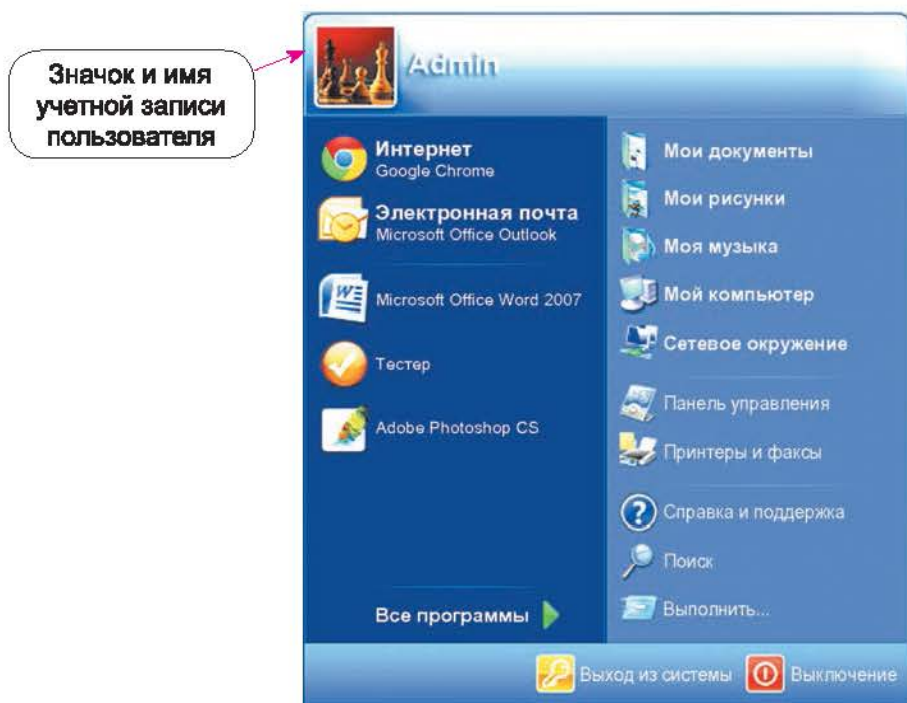 Значок и имя
учетной записи
пользователя
Admin
Интернет
Google Chrome
Электронная почта
Microsoft Office Outlook
Microsoft Office Word 2007
Тестер
Adobe Photoshop CS
Все программы
Мои документы
Мои рисунки
Моя музыка
Мой компьютер
Сетевое окружение
Панель управления
Принтеры и факсы
Справка и поддержка
Поиск
Выполнить...
Выход из системы
Выключение